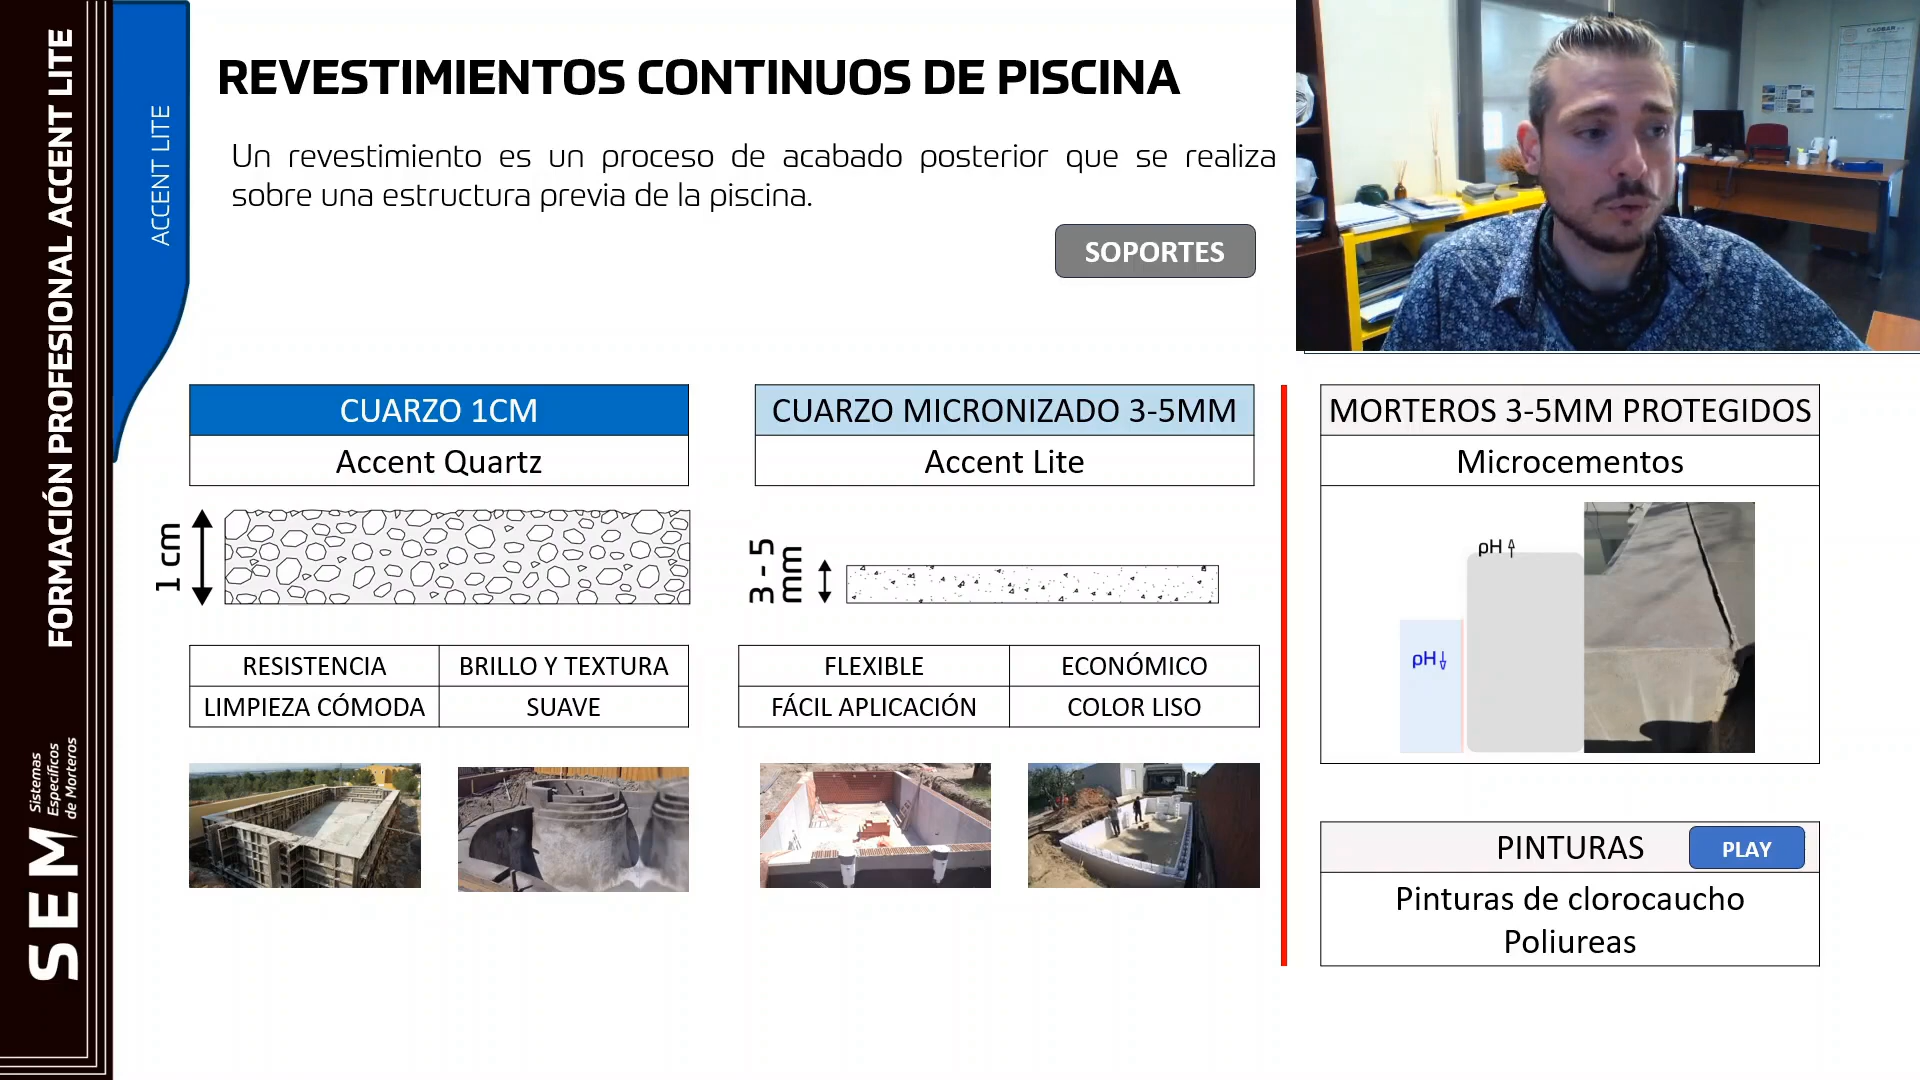 FORMACIÓN PROFESIONAL ACCENT LITE
SEM
Sistemas
Específicos
de Morteros
ACCENT LITE
REVESTIMIENTOS CONTINUOS DE PISCINA
Un revestimiento es un proceso de acabado posterior que se realiza
sobre una estructura previa de la piscina.
SOPORTES
CUARZO 1CM
Accent Quartz
1 cm
RESISTENCIA
BRILLO Y TEXTURA
LIMPIEZA CÓMODA
SUAVE
CUARZO MICRONIZADO 3-5MM
Accent Lite
3 - 5
mm
FLEXIBLE
ECONÓMICO
FÁCIL APLICACIÓN
COLOR LISO
MORTEROS 3-5MM PROTEGIDOS
Microcementos
pH
pH
PINTURAS
PLAY
Pinturas de clorocaucho
Poliureas